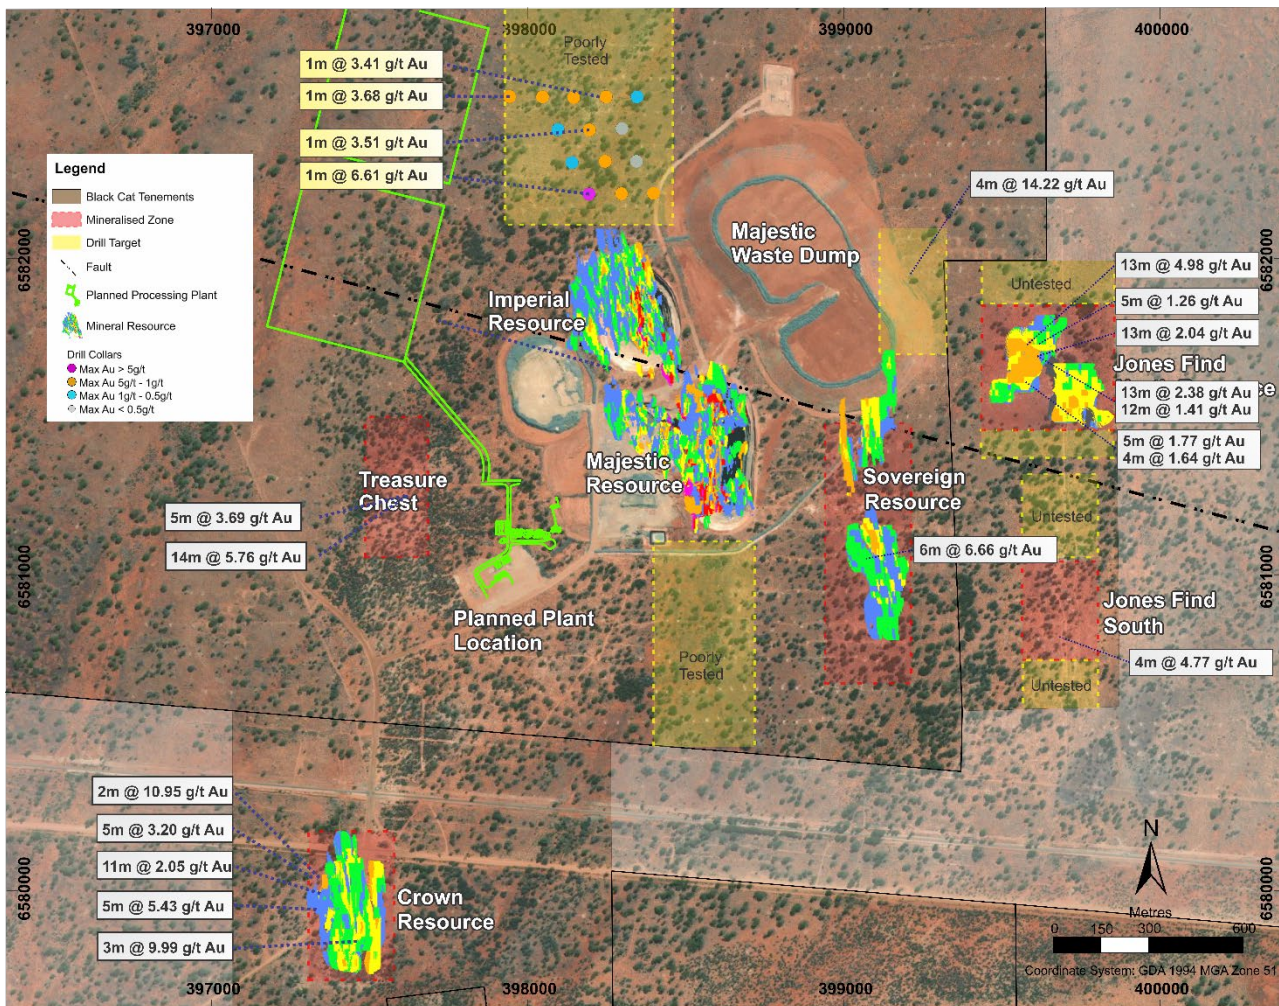 397000
398000
399000
400000
Poorly
Tested
1m @ 3.41 g/t Au
1m @ 3.68 g/t Au
1m @ 3.51 g/t Au
1m @ 6.61 g/t Au
Legend
Black Cat Tenements
Mineralised Zone
Drill Target
Fault
Planned Processing Plant
Mineral Resource
Drill Collars
Max Au > 5g/t
Max Au 5g/t - 1g/t
Max Au 1g/t - 0.5g/t
Max Au < 0.5g/t
4m @ 14.22 g/t Au
Majestic
Waste Dump
6582000
6582000
Imperial
Resource
Untested
13m @ 4.98 g/t Au
5m @ 1.26 g/t Au
13m @ 2.04 g/t Au
Jones Find
13m @ 2.38 g/t Au
12m @ 1.41 g/t Au
5m @ 1.77 g/t Au
4m @ 1.64 g/t Au
Majestic
Resource
Sovereign
Resource
Treasure
Chest
5m @ 3.69 g/t Au
14m @ 5.76 g/t Au
Untested
6m @ 6.66 g/t Au
6581000
6581000
Planned Plant
Location
Jones Find
South
Poorly
Tested
4m @ 4.77 g/t Au
Untested
2m @ 10.95 g/t Au
5m @ 3.20 g/t Au
11m @ 2.05 g/t Au
5m @ 5.43 g/t Au
3m @ 9.99 g/t Au
Crown
Resource
6580000
6580000
N
Metres
0 150 300 600
Coordinate System: GDA 1994 MGA Zone 51
397000
398000
399000
400000